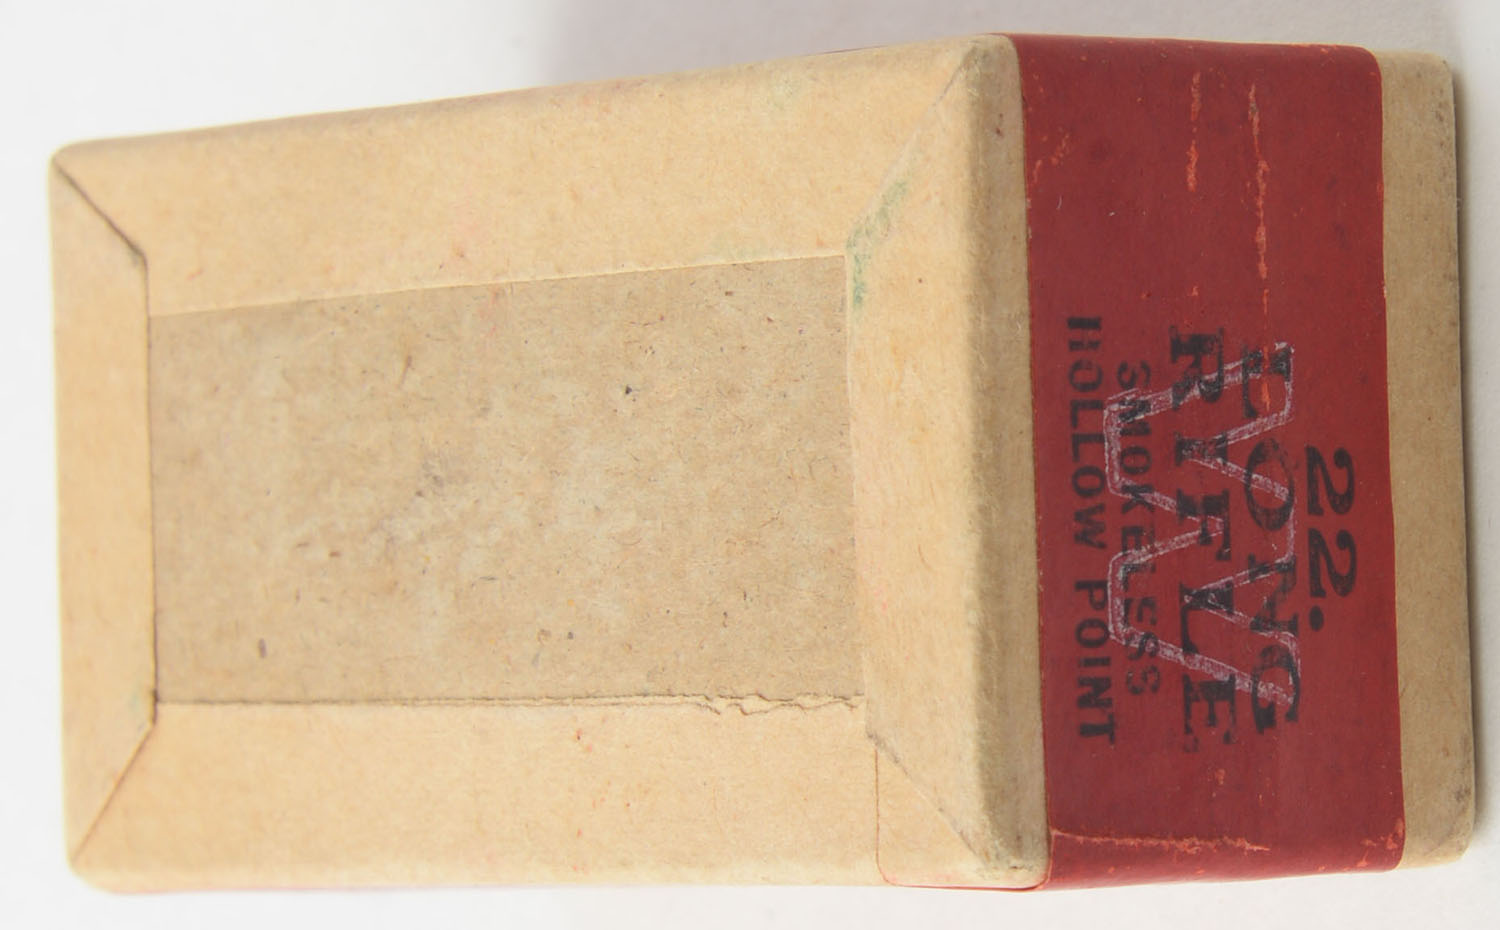 22.
LONG
RIFLE
SMOKELESS
HOLLOW POINT
W